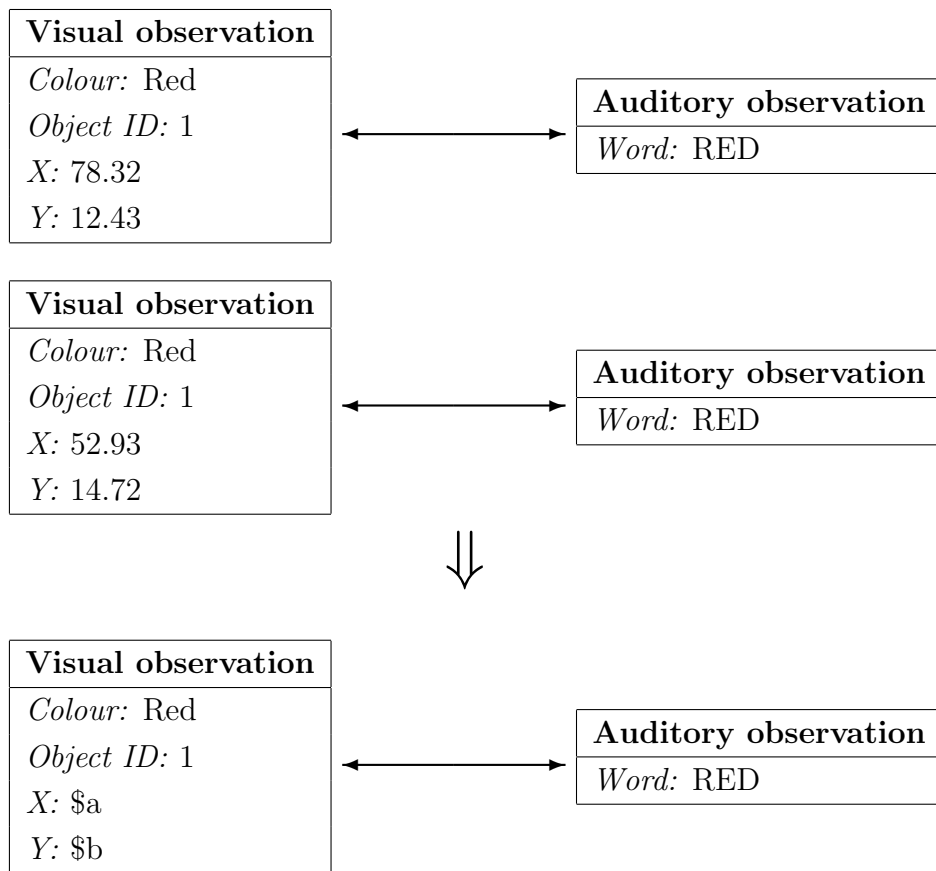 Visual observation
Colour: Red
Object ID: 1
X: 78.32
Y: 12.43
Auditory observation
Word: RED
Visual observation
Colour: Red
Object ID: 1
X: 52.93
Y: 14.72
Auditory observation
Word: RED
Visual observation
Colour: Red
Object ID: 1
X: $a
Y: $b
Auditory observation
Word: RED